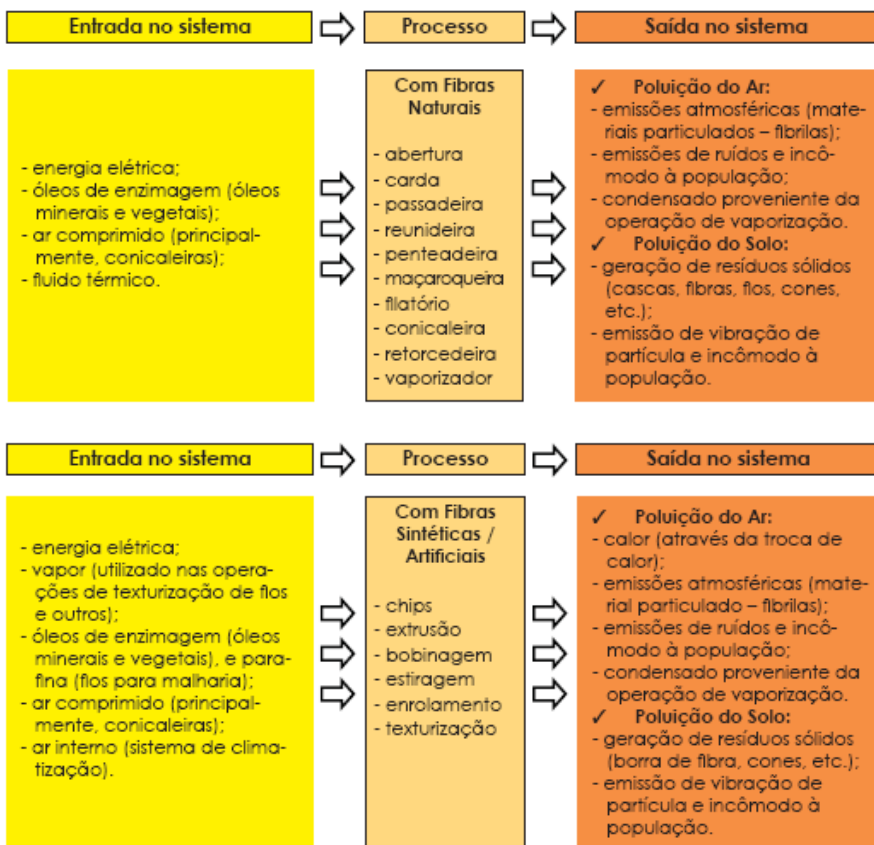 Entrada no sistema
Processo
Saída no sistema
- energia elétrica;
- óleos de enzimagem (óleos
minerais e vegetais);
- ar comprimido (principal-
mente, conicaleiras);
- fluido térmico.
Com Fibras
Naturais
- abertura
- carda
- passadeira
- reunideira
- penteadeira
- maçaroqueira
- filatório
- conicaleira
- retorcedeira
- vaporizador
✓ Poluição do Ar:
- emissões atmosféricas (mate-
riais particulados – fibrilas);
- emissões de ruídos e incô-
modo à população;
- condensado proveniente da
operação de vaporização.
✓ Poluição do Solo:
- geração de resíduos sólidos
(cascas, fibras, fios, cones,
etc.);
- emissão de vibração de
partícula e incômodo à
população.
Entrada no sistema
Processo
Saída no sistema
- energia elétrica;
- vapor (utilizado nas opera-
ções de texturização de fios
e outros);
- óleos de enzimagem (óleos
minerais e vegetais), e para-
fina (fios para malharia);
- ar comprimido (principal-
mente, conicaleiras);
- ar interno (sistema de clima-
tização).
Com Fibras
Sintéticas /
Artificiais
- chips
- extrusão
- bobinagem
- estiragem
- enrolamento
- texturização
✓ Poluição do Ar:
- calor (através da troca de
calor);
- emissões atmosféricas (mate-
rial particulado – fibrilas);
- emissões de ruídos e incô-
modo à população;
- condensado proveniente da
operação de vaporização.
✓ Poluição do Solo:
- geração de resíduos sólidos
(borra de fibra, cones, etc.);
- emissão de vibração de
partícula e incômodo à
população.